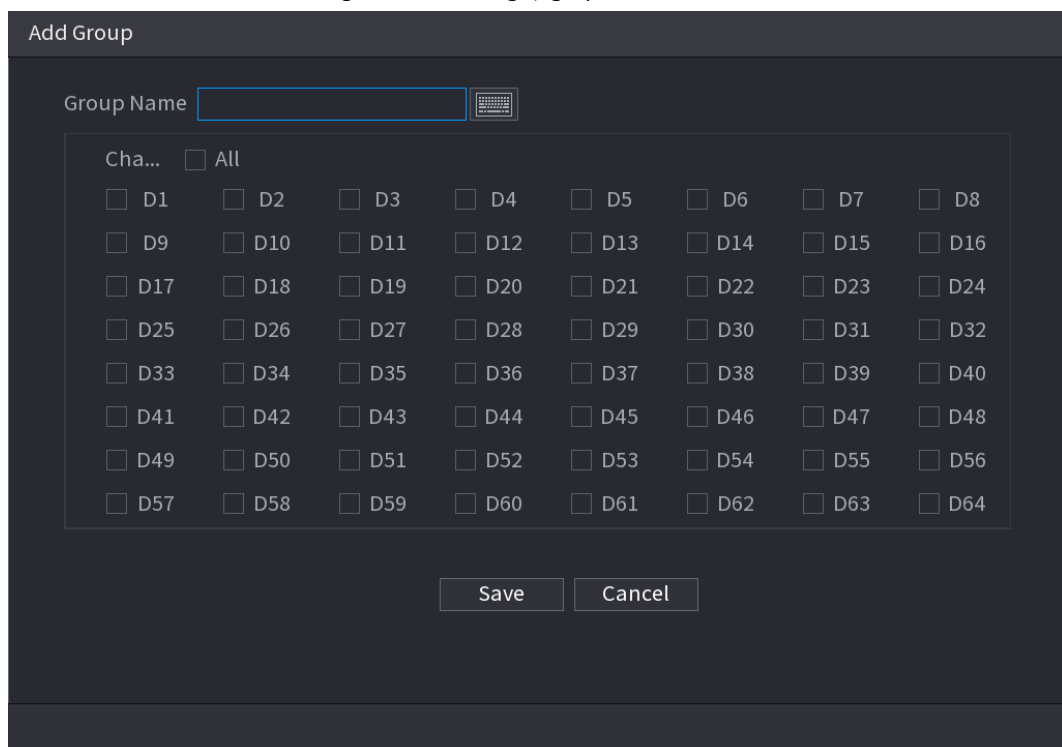 Add Group
Group Name
Cha... All
D1 D2 D3 D4 D5 D6 D7 D8
D9 D10 D11 D12 D13 D14 D15 D16
D17 D18 D19 D20 D21 D22 D23 D24
D25 D26 D27 D28 D29 D30 D31 D32
D33 D34 D35 D36 D37 D38 D39 D40
D41 D42 D43 D44 D45 D46 D47 D48
D49 D50 D51 D52 D53 D54 D55 D56
D57 D58 D59 D60 D61 D62 D63 D64
Save Cancel